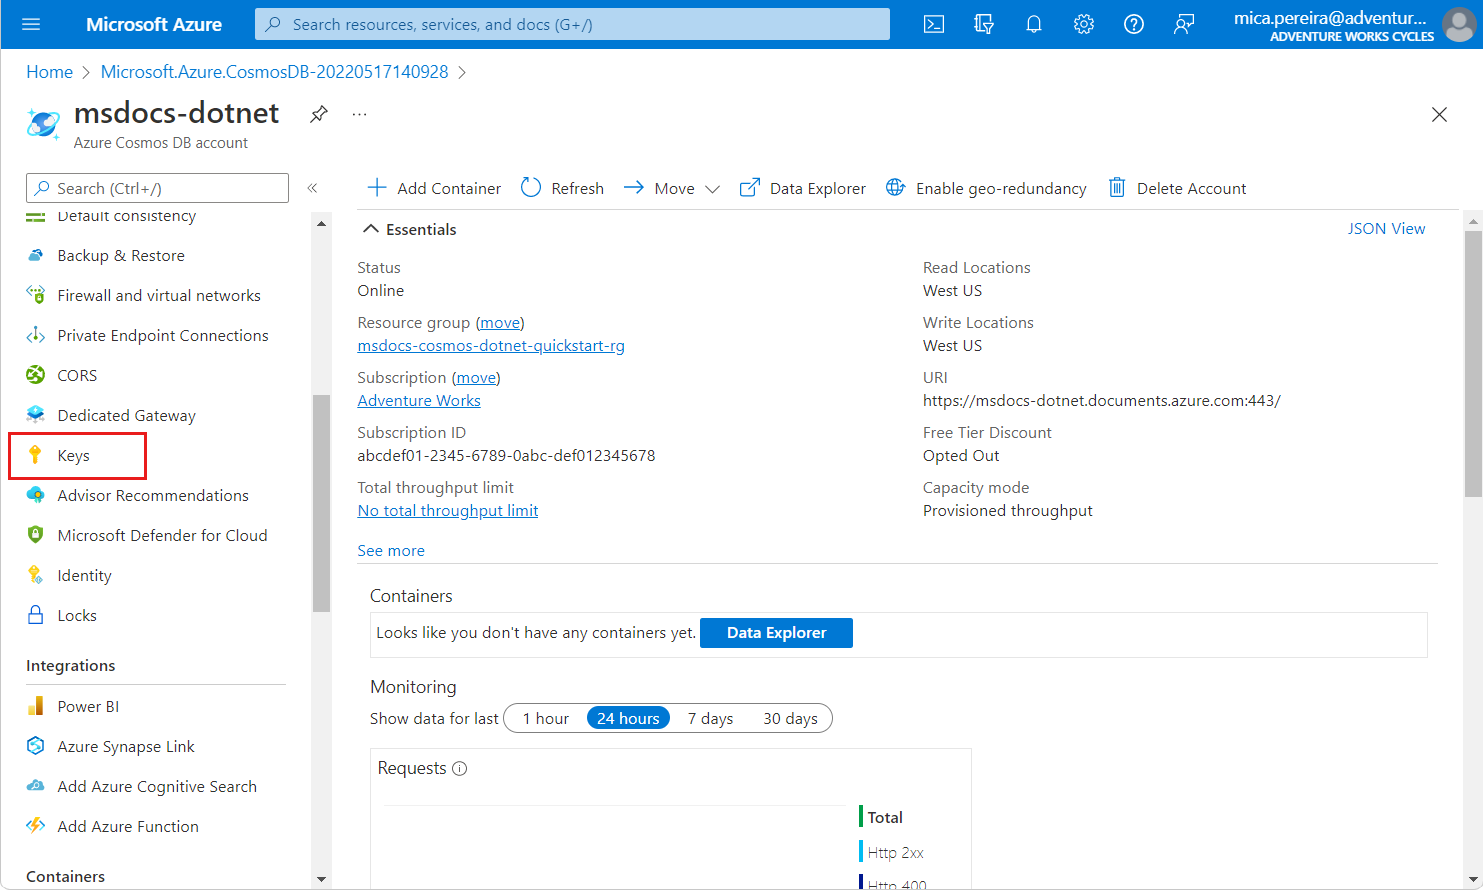 Microsoft Azure
Search resources, services, and docs (G+/)
mica.pereira@adventur...
ADVENTURE WORKS CYCLES
Home > Microsoft.Azure.CosmosDB-20220517140928 >
msdocs-dotnet
...
Azure Cosmos DB account
Search (Ctrl+/)
«
Default consistency
Backup & Restore
Firewall and virtual networks
Private Endpoint Connections
CORS
Dedicated Gateway
Keys
Advisor Recommendations
Microsoft Defender for Cloud
Identity
Locks
Integrations
Power BI
Azure Synapse Link
Add Azure Cognitive Search
Add Azure Function
Containers
Add Container
Refresh
Move
Data Explorer
Enable geo-redundancy
Delete Account
Essentials
JSON View
Status
Online
Resource group (move)
msdocs-cosmos-dotnet-quickstart-rg
Subscription (move)
Adventure Works
Subscription ID
abcdef01-2345-6789-0abc-def012345678
Total throughput limit
No total throughput limit
See more
Read Locations
West US
Write Locations
West US
URI
https://msdocs-dotnet.documents.azure.com:443/
Free Tier Discount
Opted Out
Capacity mode
Provisioned throughput
Containers
Looks like you don't have any containers yet.
Data Explorer
Monitoring
Show data for last
1 hour
24 hours
7 days
30 days
Requests
Total
Http 2xx
Http 400